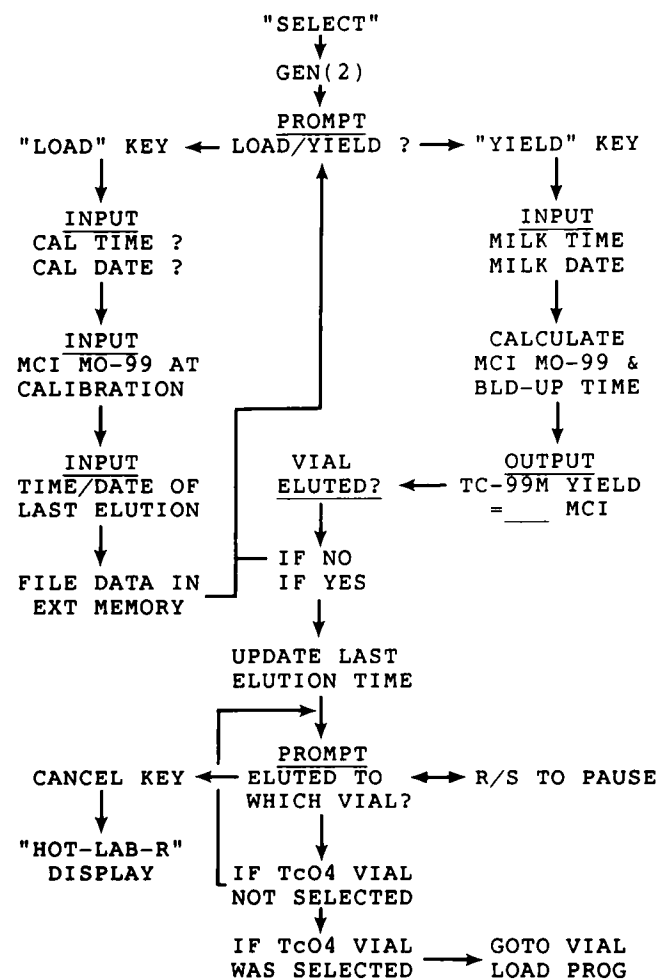 "SELECT"
GEN(2)
PROMPT
LOAD/YIELD ?
"LOAD" KEY
"YIELD" KEY
INPUT
CAL TIME ?
CAL DATE ?
INPUT
MCI MO-99 AT
CALIBRATION
INPUT
TIME/DATE OF
LAST ELUTION
FILE DATA IN
EXT MEMORY
INPUT
MILK TIME
MILK DATE
CALCULATE
MCI MO-99 &
BLD-UP TIME
OUTPUT
TC-99M YIELD
=____ MCI
VIAL
ELUTED?
IF NO
IF YES
UPDATE LAST
ELUTION TIME
PROMPT
ELUTED TO
WHICH VIAL?
CANCEL KEY
"HOT-LAB-R"
DISPLAY
R/S TO PAUSE
IF TcO4 VIAL
NOT SELECTED
IF TcO4 VIAL
WAS SELECTED
GOTO VIAL
LOAD PROG